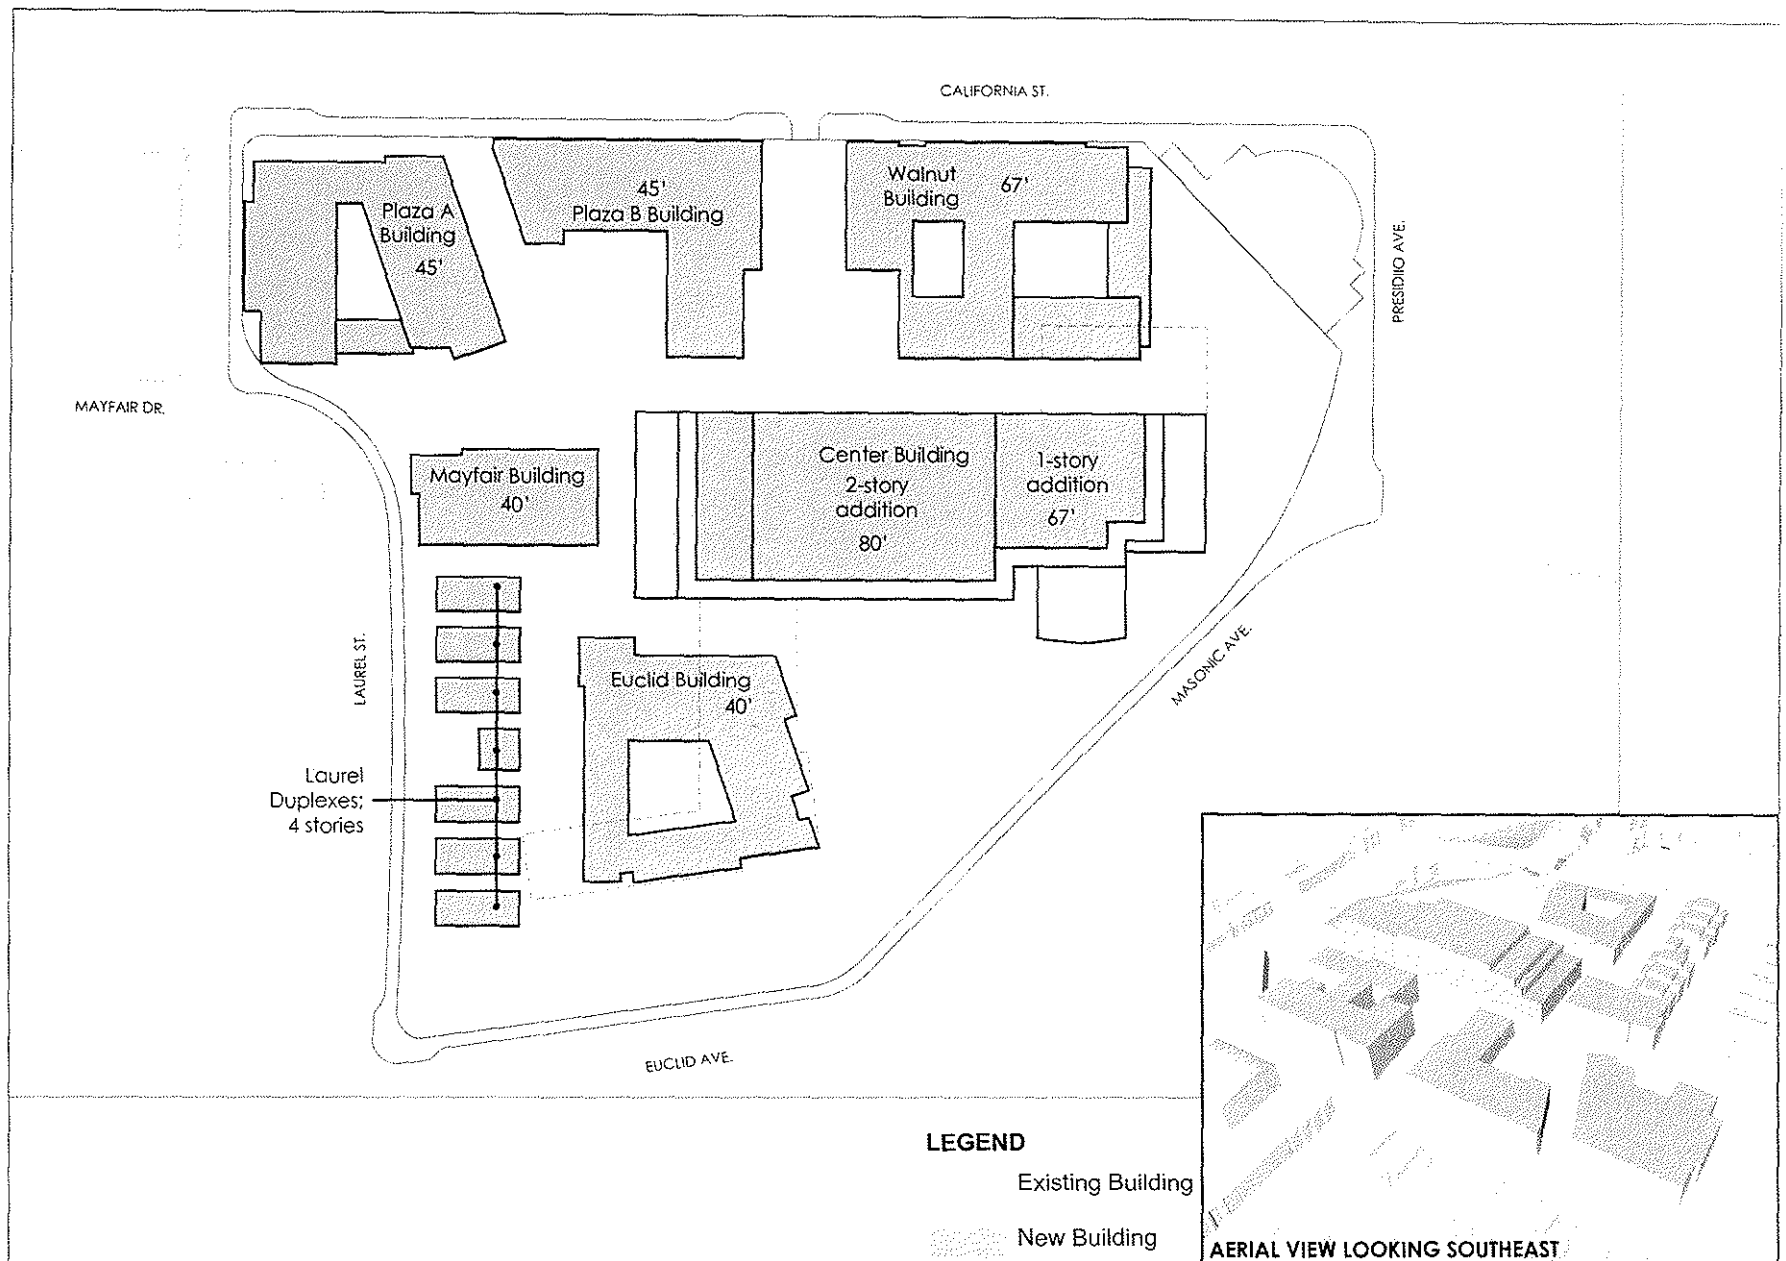 CALIFORNIA ST.
Plaza A
Building
45'
45'
Plaza B Building
Walnut
Building
67'
PRESIDIO AVE.
MAYFAIR DR.
Mayfair Building
40'
Center Building
2-story
addition
80'
1-story
addition
67'
LAUREL ST.
Euclid Building
40'
MASONIC AVE.
Laurel
Duplexes;
4 stories
EUCLID AVE.
LEGEND
Existing Building
New Building
AERIAL VIEW LOOKING SOUTHEAST